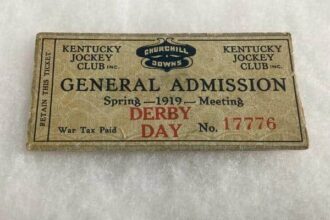 RETAIN THIS TICKET
KENTUCKY
JOCKEY
CLUB INC.
CHURCHILL
DOWNS
KENTUCKY
JOCKEY
CLUB INC.
GENERAL ADMISSION
Spring—1919—Meeting
DERBY
DAY
War Tax Paid
No. 17776